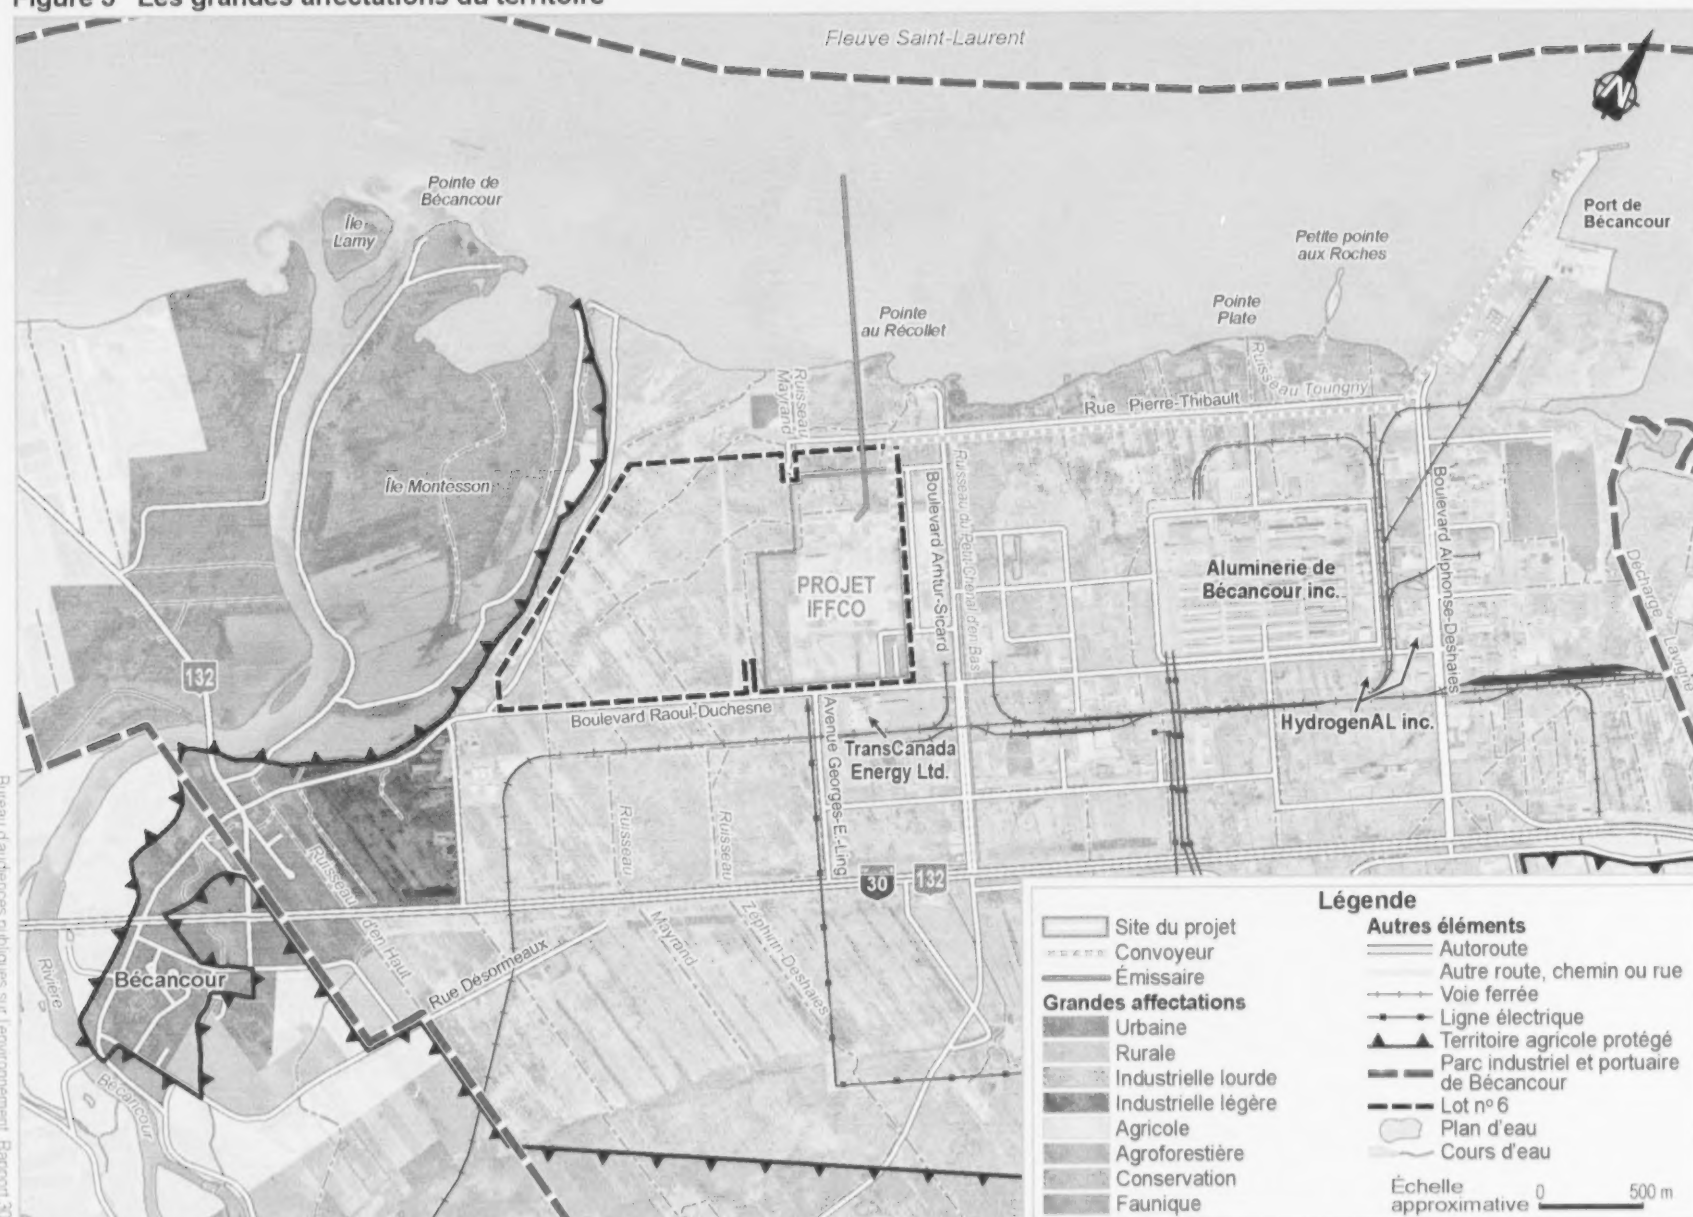 Figure 5 Les grandes affectations du territoire
Fleuve Saint-Laurent
N
Pointe de
Bécancour
Île
Lamy
Port de
Bécancour
Petite pointe
aux Roches
Pointe
Plate
Pointe
au Récollet
Ruisseau
Mayrand
Ruisseau Toungny
Rue Pierre-Thibault
Île Montesson
Boulevard Arhtur-Sicard
Ruisseau du Petit Chenal d'en Bas
Boulevard Alphonse-Deshaies
Aluminerie de
Bécancour inc.
PROJET
IFFCO
Décharge Lavigne
132
Boulevard Raoul-Duchesne
HydrogenAL inc.
TransCanada
Energy Ltd.
Avenue Georges-E.-Ling
Ruisseau
Ruisseau
Ruisseau d'en Haut
30
132
Mayrand
Zéphirin-Deshaies
Rue Désormeaux
Bécancour
Rivière
Bécancour
Légende
Site du projet
Convoyeur
Émissaire
Grandes affectations
Urbaine
Rurale
Industrielle lourde
Industrielle légère
Agricole
Agroforestière
Conservation
Faunique
Autres éléments
Autoroute
Autre route, chemin ou rue
Voie ferrée
Ligne électrique
Territoire agricole protégé
Parc industriel et portuaire
de Bécancour
Lot nº 6
Plan d'eau
Cours d'eau
Échelle
approximative
0 500 m
Bureau d'audiences publiques sur l'environnement Rapport